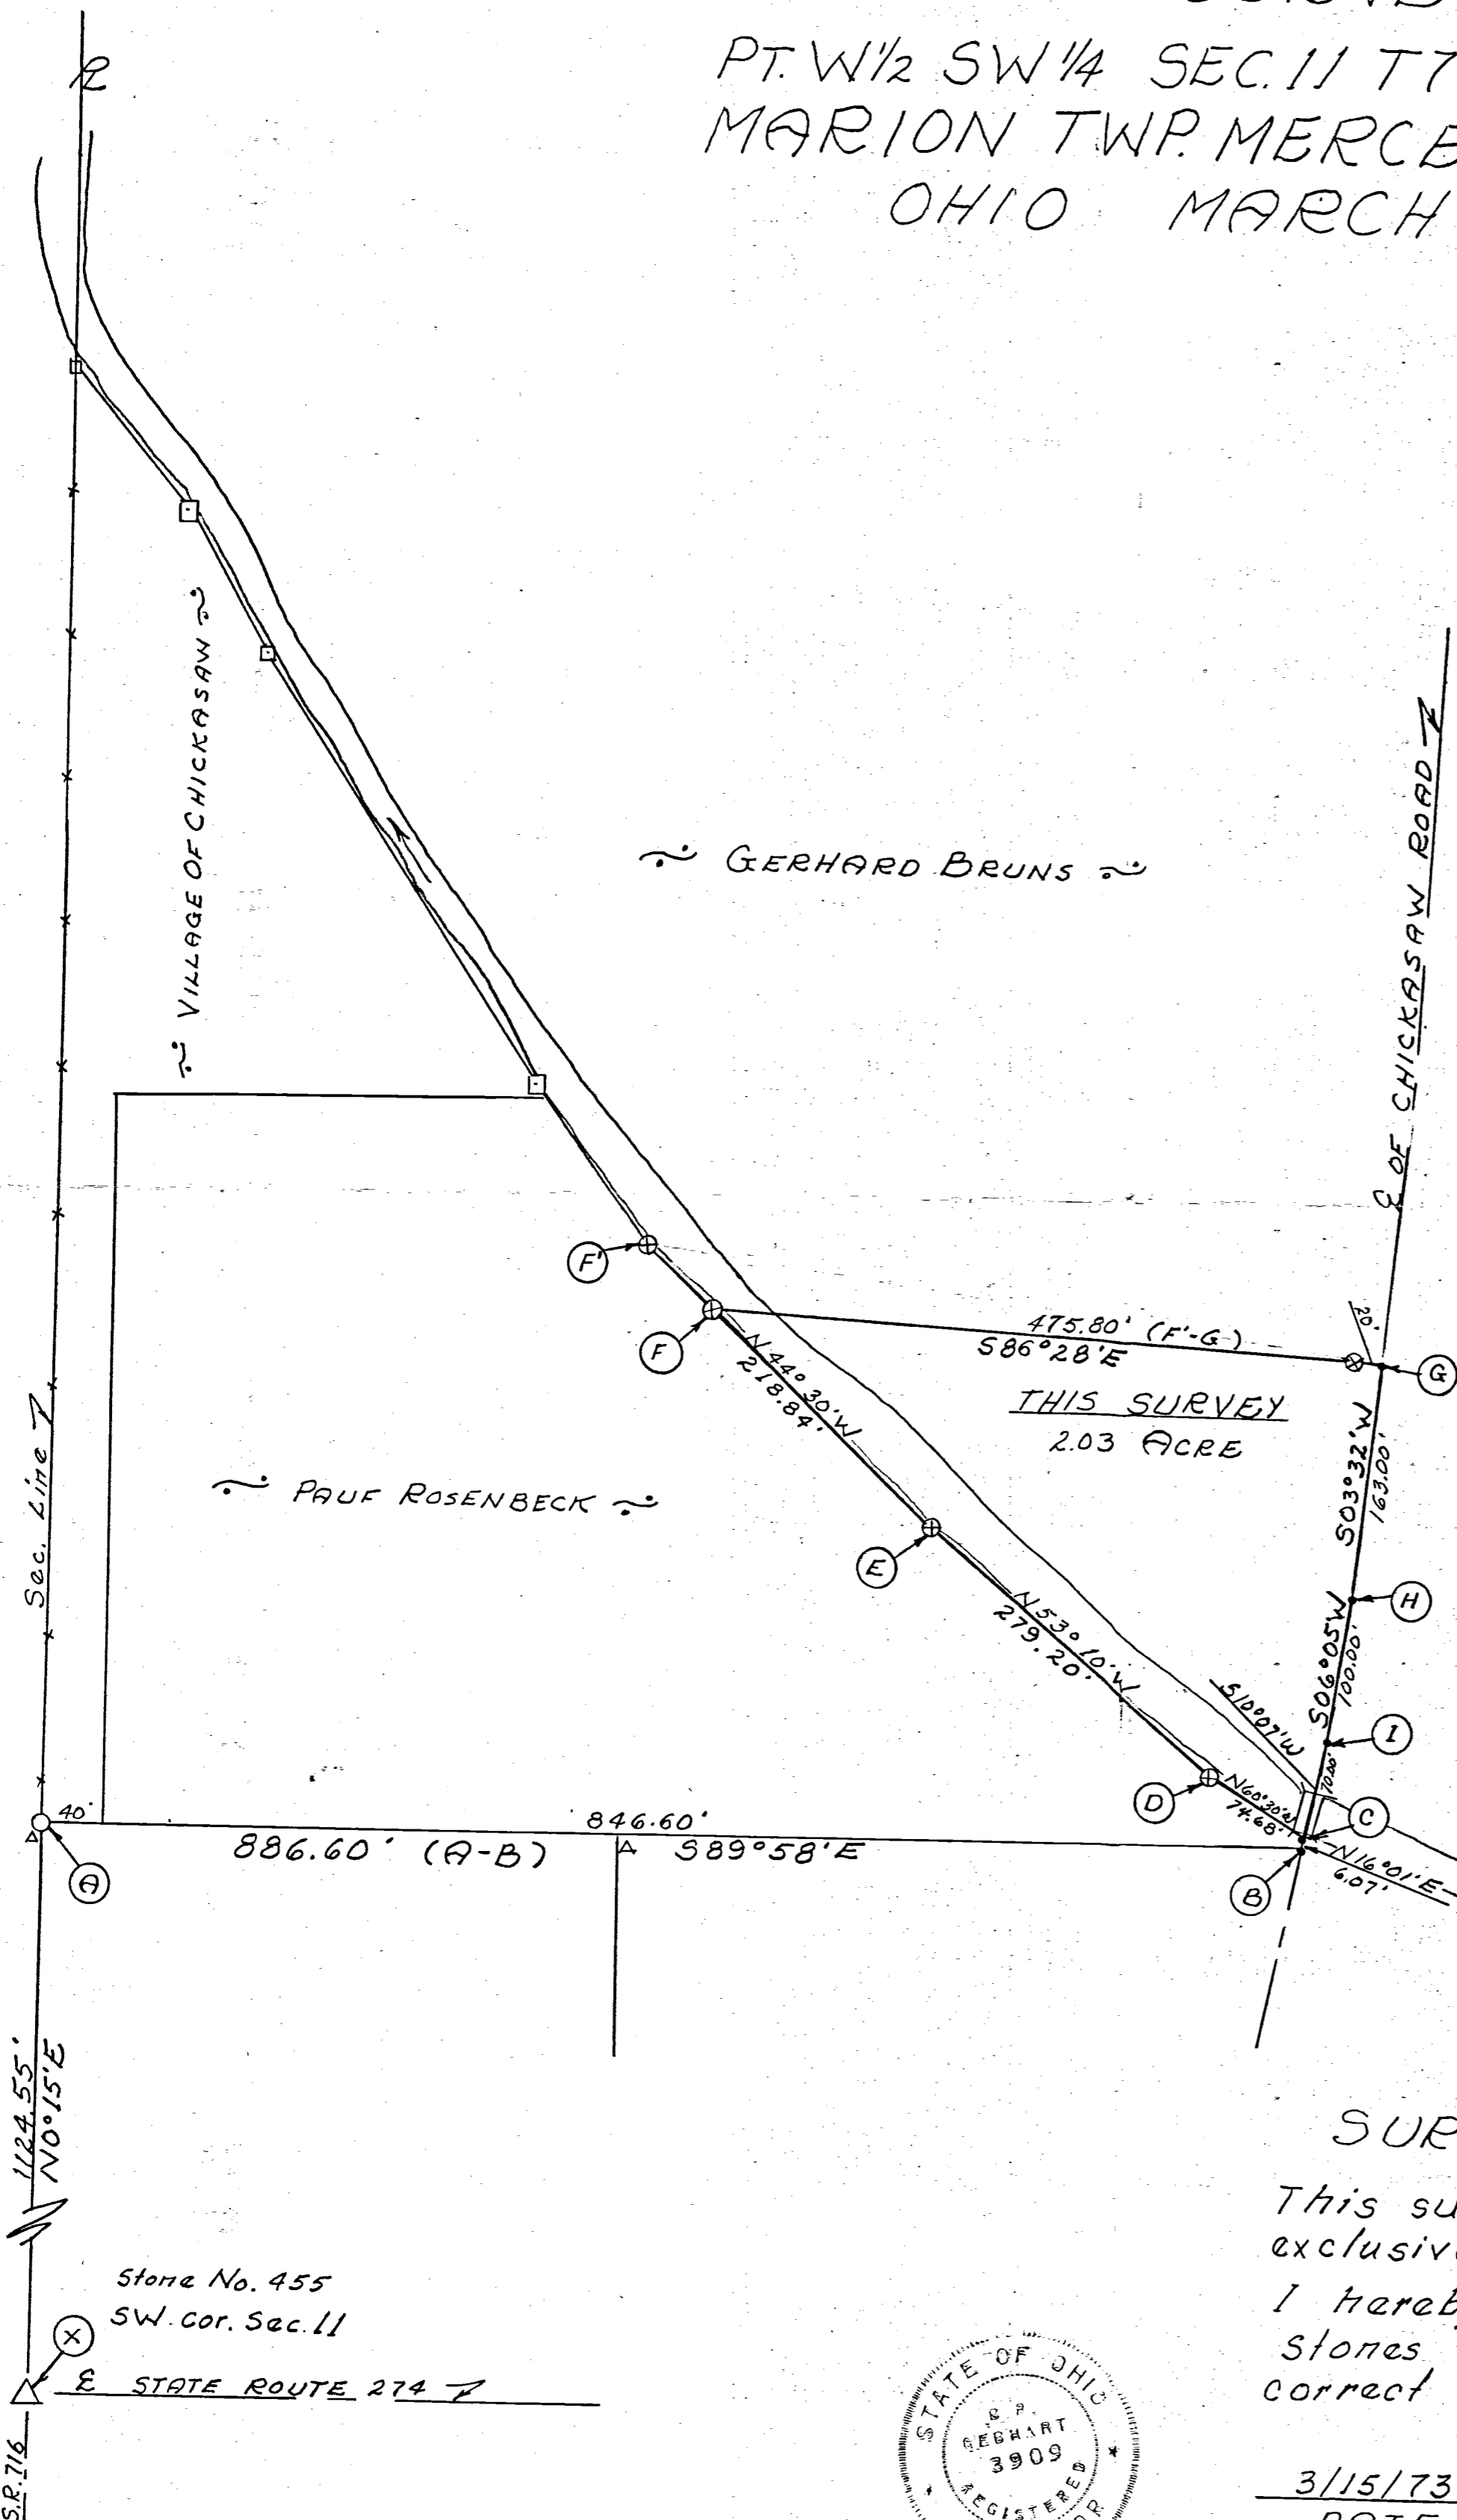 PT. W1/2 SW 1/4 SEC. 11 T7
MARION TWP. MERCE
OHIO MARCH
VILLAGE OF CHICKASAW
GERHARD BRUNS
℄ OF CHICKASAW ROAD
F'
F
475.80' (F'-G)
S86°28'E
20'
G
THIS SURVEY
2.03 ACRE
N44°30'W
218.84'
S03°32'W
163.00'
Sec. Line
PAUF ROSENBECK
E
H
N53°10'W
279.20'
S06°05'W
100.00'
S10°07'W
I
70.00'
D
N60°30'W
74.68'
C
40'
846.60'
886.60' (A-B)
S89°58'E
A
B
N16°01'E
6.07'
1124.55'
N0°15'E
SUR
This su
exclusiv
I hereb
stones
correct
Stone No. 455
SW. cor. Sec. 11
X
℄ STATE ROUTE 274
S.R. 716
STATE OF OHIO
R. P.
GEBHART
3909
REGISTERED
3/15/73
DATE